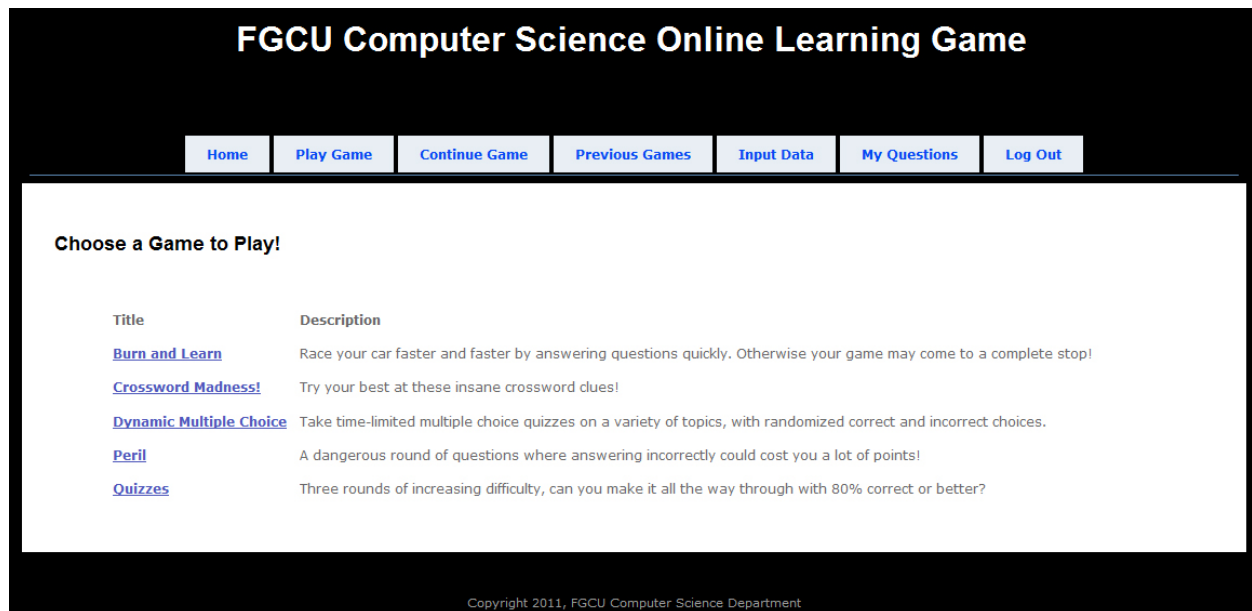 FGCU Computer Science Online Learning Game
Home Play Game Continue Game Previous Games Input Data My Questions Log Out
Choose a Game to Play!
Title Description
Burn and Learn Race your car faster and faster by answering questions quickly. Otherwise your game may come to a complete stop!
Crossword Madness! Try your best at these insane crossword clues!
Dynamic Multiple Choice Take time-limited multiple choice quizzes on a variety of topics, with randomized correct and incorrect choices.
Peril A dangerous round of questions where answering incorrectly could cost you a lot of points!
Quizzes Three rounds of increasing difficulty, can you make it all the way through with 80% correct or better?
Copyright 2011, FGCU Computer Science Department